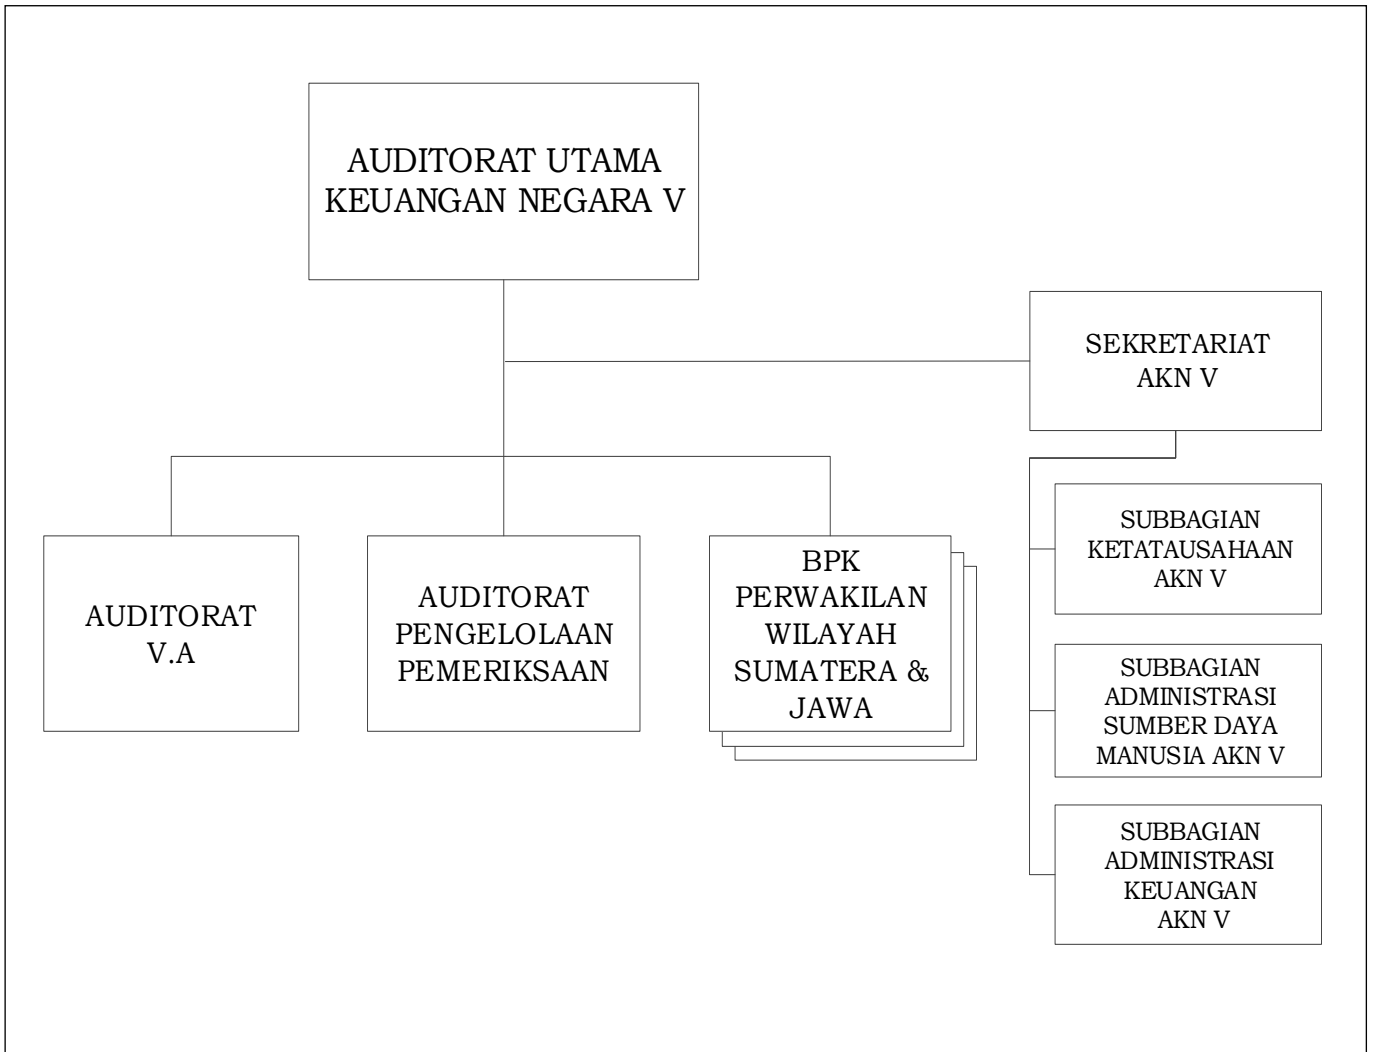 AUDITORAT UTAMA
KEUANGAN NEGARA V
SEKRETARIAT
AKN V
AUDITORAT
V.A
AUDITORAT
PENGELOLAAN
PEMERIKSAAN
BPK
PERWAKILAN
WILAYAH
SUMATERA &
JAWA
SUBBAGIAN
KETATAUSAHAAN
AKN V
SUBBAGIAN
ADMINISTRASI
SUMBER DAYA
MANUSIA AKN V
SUBBAGIAN
ADMINISTRASI
KEUANGAN
AKN V